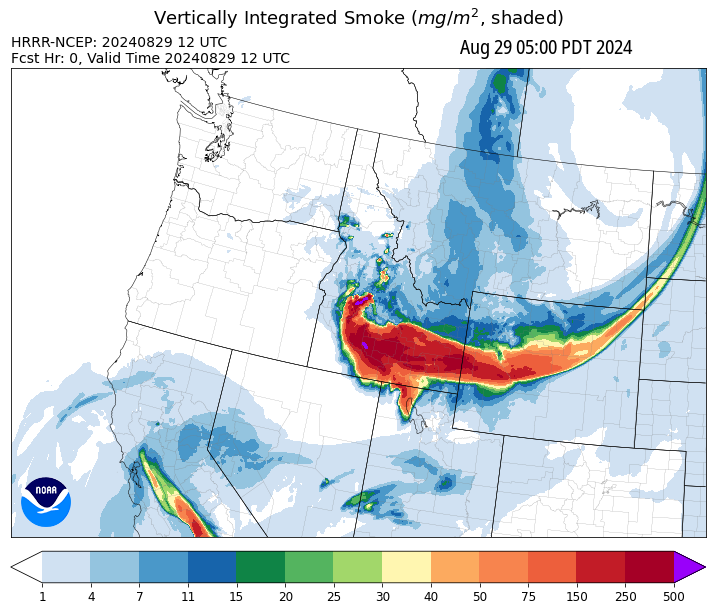 Vertically Integrated Smoke (mg/m², shaded)
HRRR-NCEP: 20240829 12 UTC
Fcst Hr: 0, Valid Time 20240829 12 UTC
Aug 29 05:00 PDT 2024
NOAA
1 4 7 11 15 20 25 30 40 50 75 150 250 500